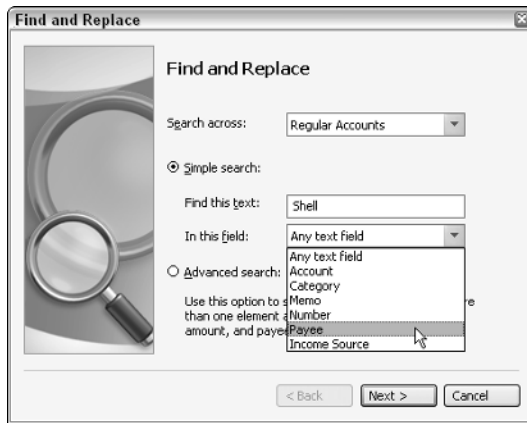 Find and Replace
Find and Replace
Search across: Regular Accounts
Simple search:
Find this text: Shell
In this field: Any text field
Any text field
Account
Advanced search: Category
Use this option to Memo
than one element Number
amount, and Payee
Income Source
< Back Next > Cancel